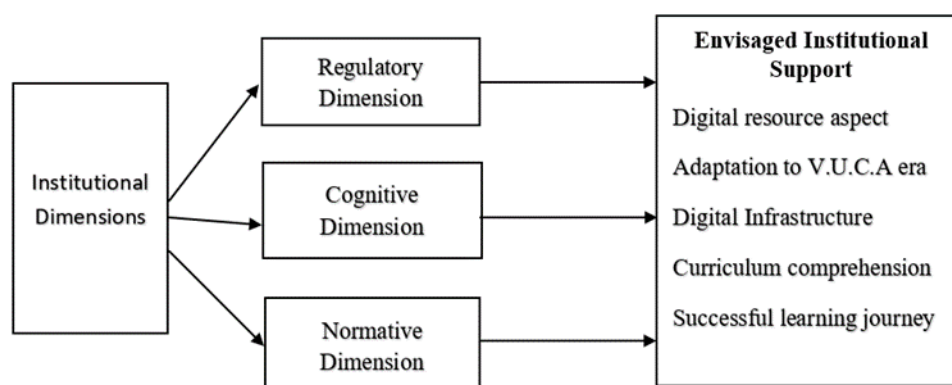 Institutional
Dimensions
Regulatory
Dimension
Cognitive
Dimension
Normative
Dimension
Envisaged Institutional
Support
Digital resource aspect
Adaptation to V.U.C.A era
Digital Infrastructure
Curriculum comprehension
Successful learning journey